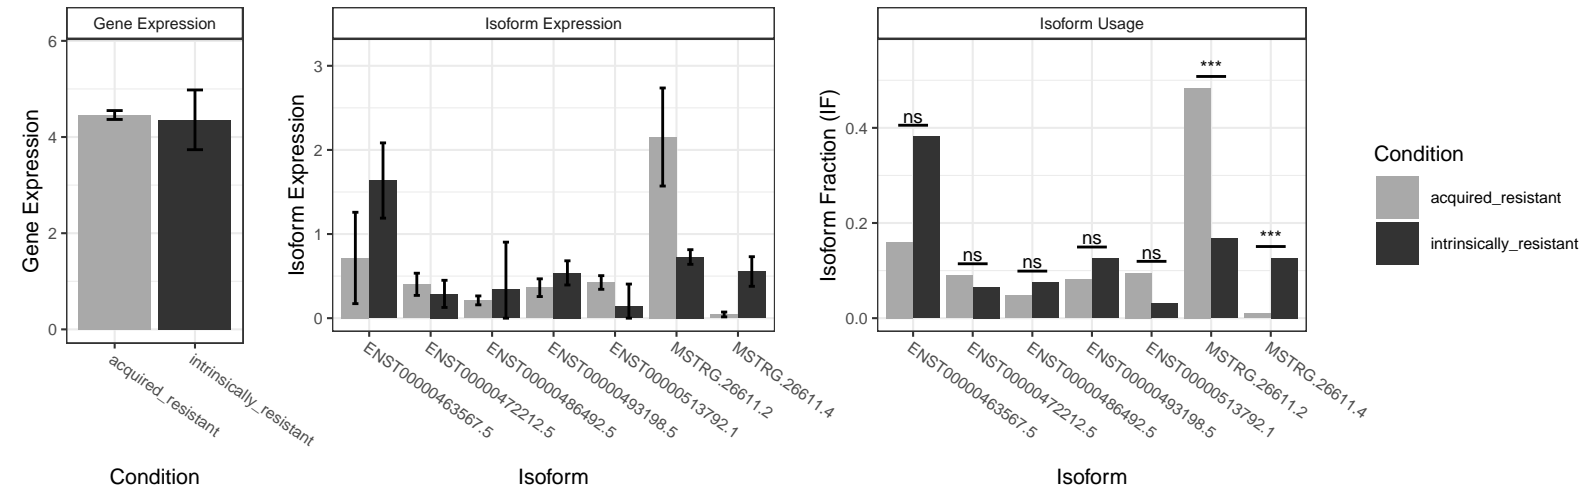 Gene Expression
Gene Expression
6
4
2
0
acquired_resistant
intrinsically_resistant
Condition
Isoform Expression
Isoform Expression
3
2
1
0
ENST00000463567.5
ENST00000472212.5
ENST00000486492.5
ENST00000493198.5
ENST00000513792.1
MSTRG.26611.2
MSTRG.26611.4
Isoform
Isoform Usage
Isoform Fraction (IF)
0.4
0.2
0.0
ns
ns
ns
ns
ns
***
***
ENST00000463567.5
ENST00000472212.5
ENST00000486492.5
ENST00000493198.5
ENST00000513792.1
MSTRG.26611.2
MSTRG.26611.4
Isoform
Condition
acquired_resistant
intrinsically_resistant